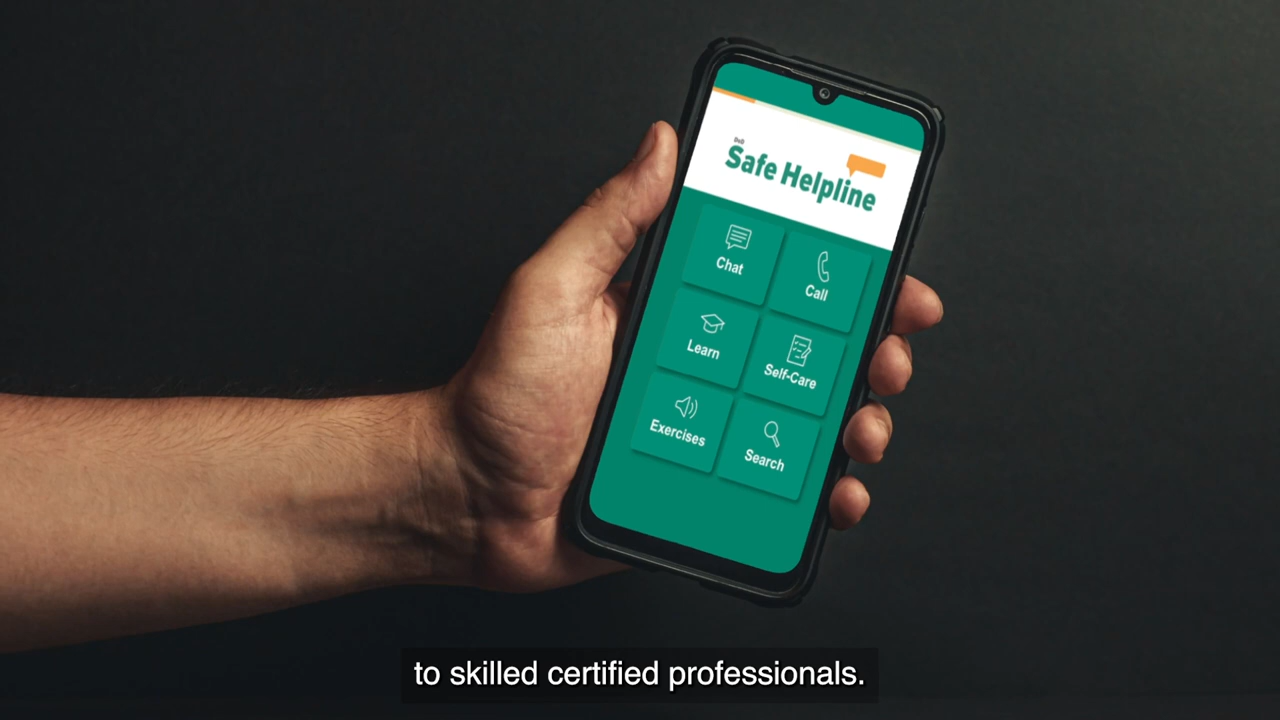 DoD
Safe Helpline
Chat
Call
Learn
Self-Care
Exercises
Search
to skilled certified professionals.